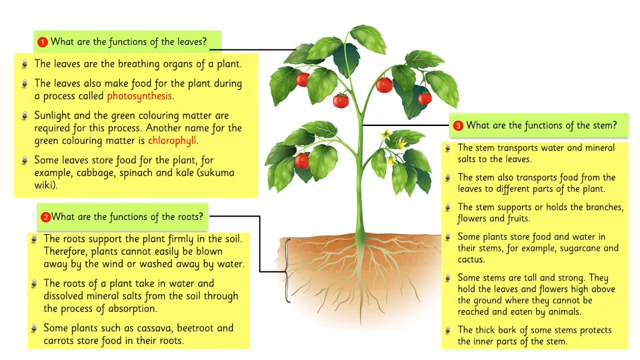 1 What are the functions of the leaves?
The leaves are the breathing organs of a plant.
The leaves also make food for the plant during
a process called photosynthesis.
Sunlight and the green colouring matter are
required for this process. Another name for the
green colouring matter is chlorophyll.
Some leaves store food for the plant, for
example, cabbage, spinach and kale (sukuma
wiki).
2 What are the functions of the roots?
The roots support the plant firmly in the soil.
Therefore, plants cannot easily be blown
away by the wind or washed away by water.
The roots of a plant take in water and
dissolved mineral salts from the soil through
the process of absorption.
Some plants such as cassava, beetroot and
carrots store food in their roots.
3 What are the functions of the stem?
The stem transports water and mineral
salts to the leaves.
The stem also transports food from the
leaves to different parts of the plant.
The stem supports or holds the branches,
flowers and fruits.
Some plants store food and water in
their stems, for example, sugarcane and
cactus.
Some stems are tall and strong. They
hold the leaves and flowers high above
the ground where they cannot be
reached and eaten by animals.
The thick bark of some stems protects
the inner parts of the stem.